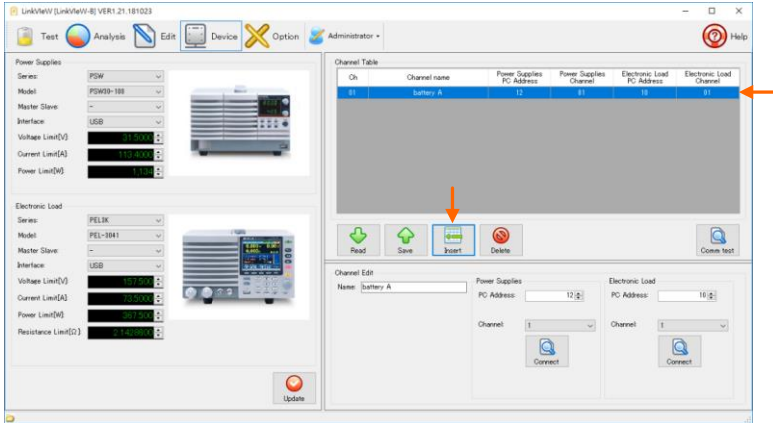 LinkVieW [LinkVieW-8] VER1.21.181023
Test Analysis Edit Device Option Administrator Help
Power Supplies
Series: PSW
Model: PSW30-108
Master Slave: -
Interface: USB
Voltage Limit[V] 31.5000
Current Limit[A] 113.4000
Power Limit[W] 1,134
Electronic Load
Series: PEL3K
Model: PEL-3041
Master Slave: -
Interface: USB
Voltage Limit[V] 157.500
Current Limit[A] 73.5000
Power Limit[W] 367.500
Resistance Limit[Ω]
Update
Channel Table
Ch Channel name Power Supplies PC Address Power Supplies Channel Electronic Load PC Address Electronic Load Channel
01 battery A 12 01 10 01
Read Save Insert Delete Comm test
Channel Edit
Name: battery A
Power Supplies
PC Address: 12
Channel: 1
Connect
Electronic Load
PC Address: 10
Channel: 1
Connect